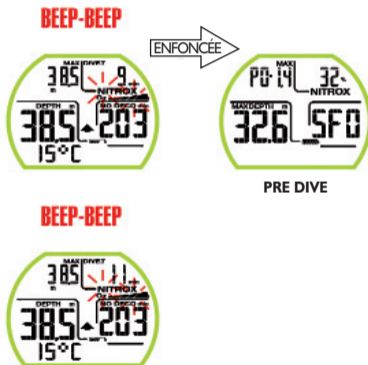 BEEP-BEEP
ENFONCÉE
MAX DIVE.T
38.5 9
m NITROX
DEPTH m NO DECO
38.5 203
15°C
MAX
PO-1.4 32%
NITROX
MAX DEPTH m
32.6 SF0
PRE DIVE
BEEP-BEEP
MAX DIVE.T
38.5 11
m NITROX
DEPTH m NO DECO
38.5 203
15°C